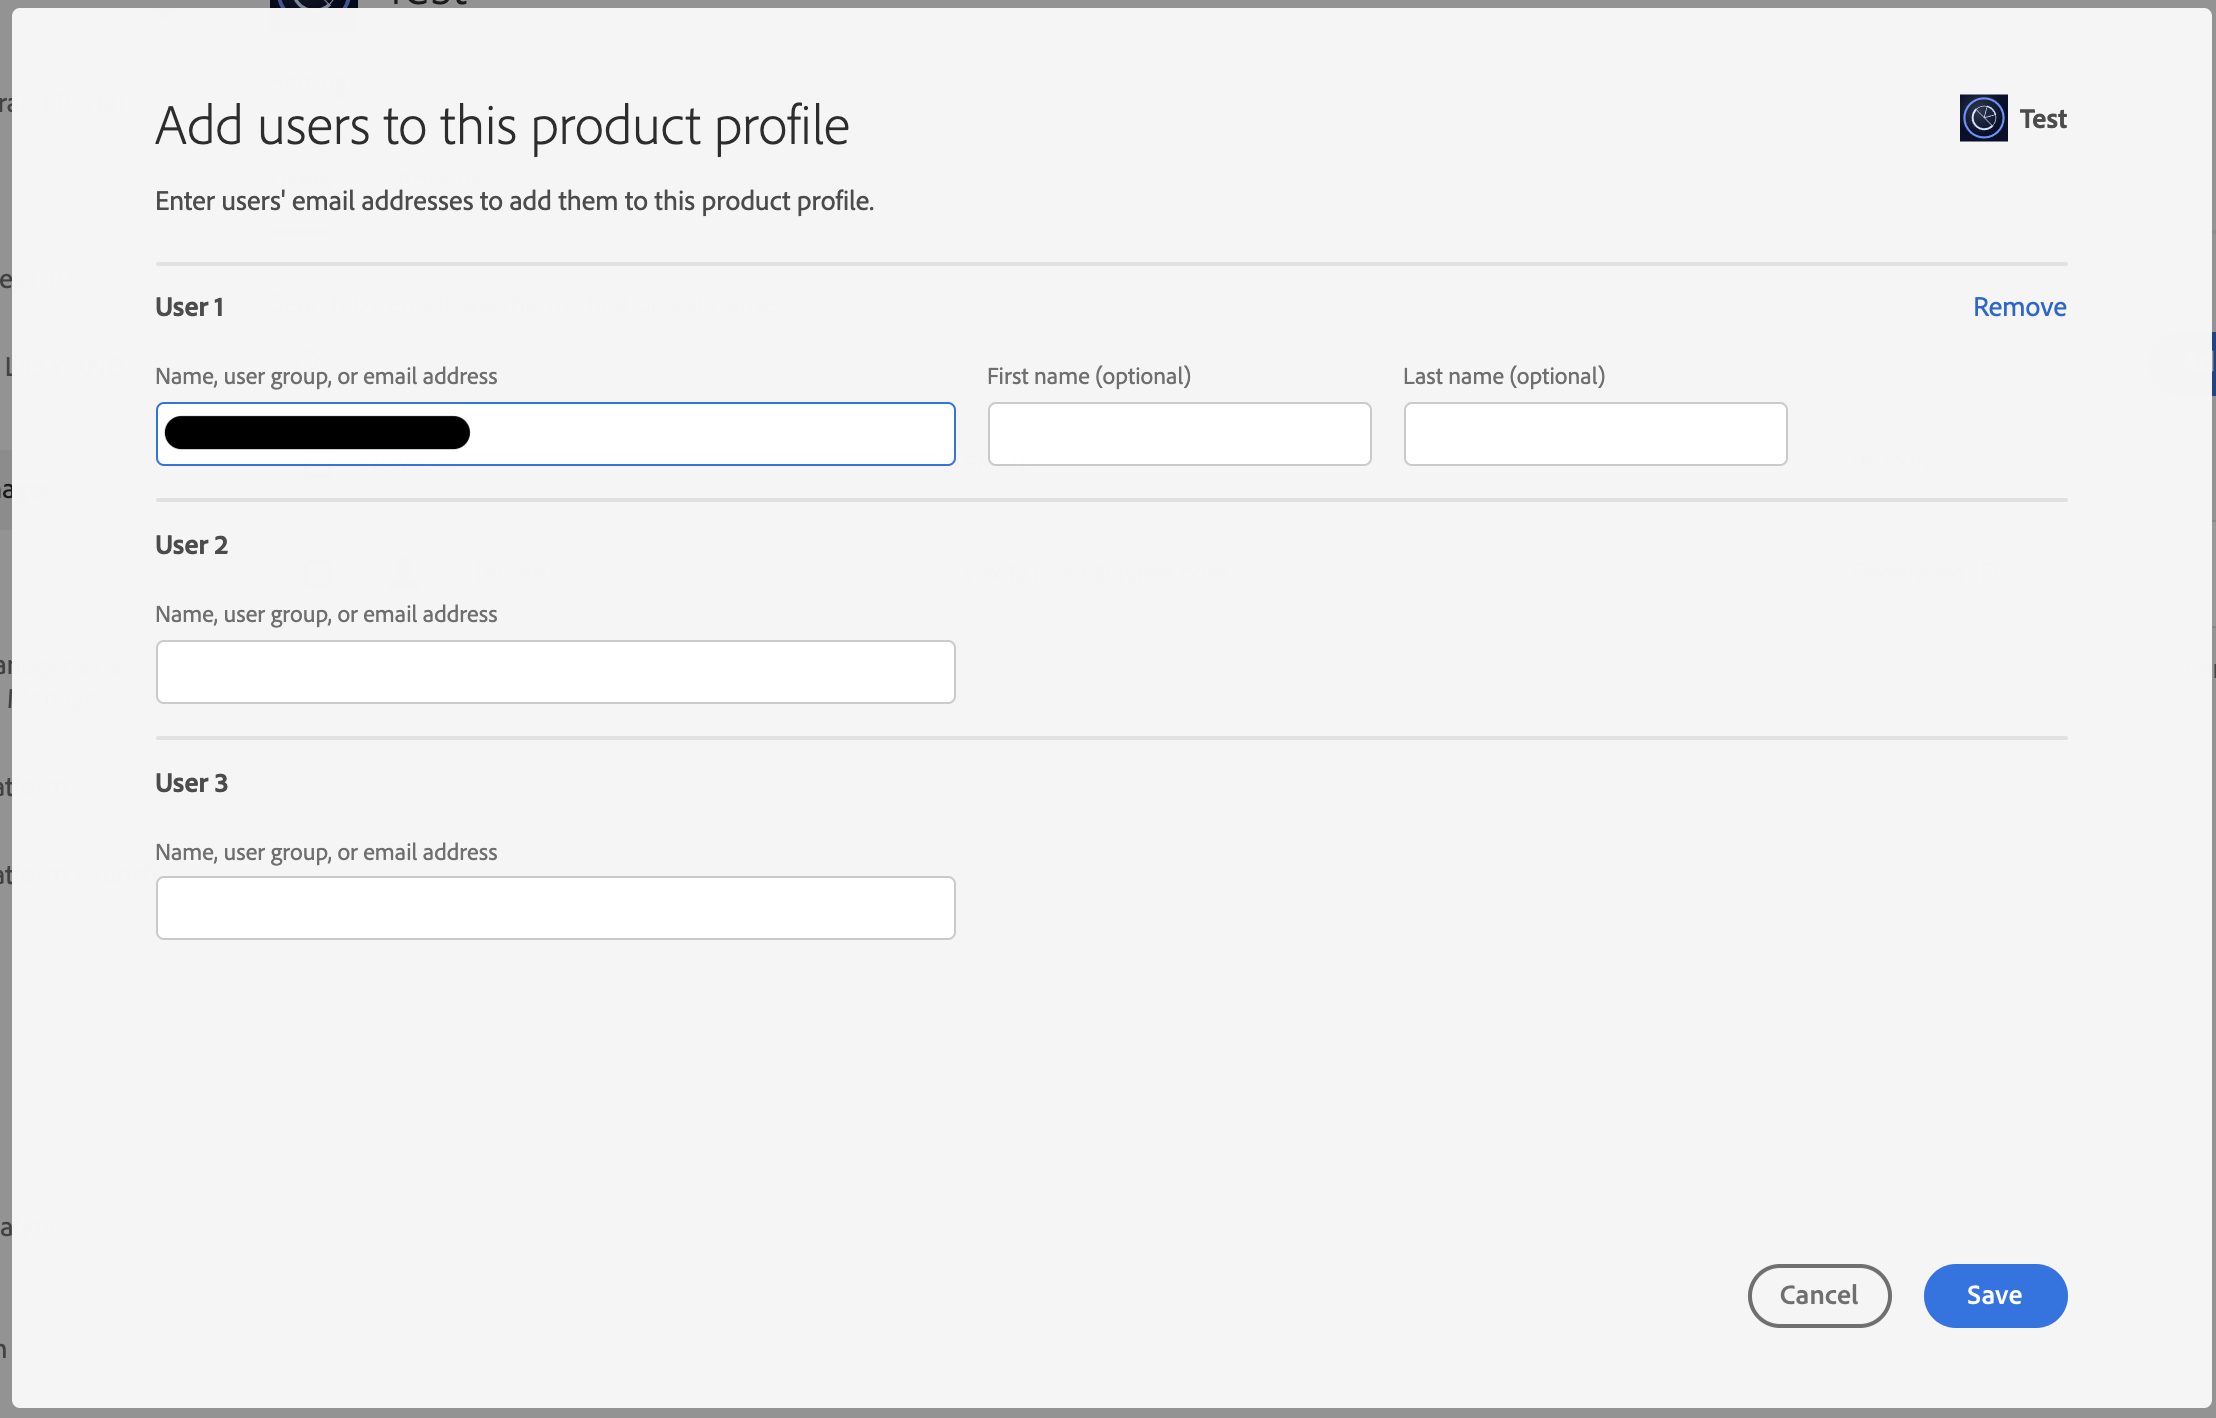 Add users to this product profile
Test
Enter users' email addresses to add them to this product profile.
User 1
Remove
Name, user group, or email address
First name (optional)
Last name (optional)
User 2
Name, user group, or email address
User 3
Name, user group, or email address
Cancel
Save